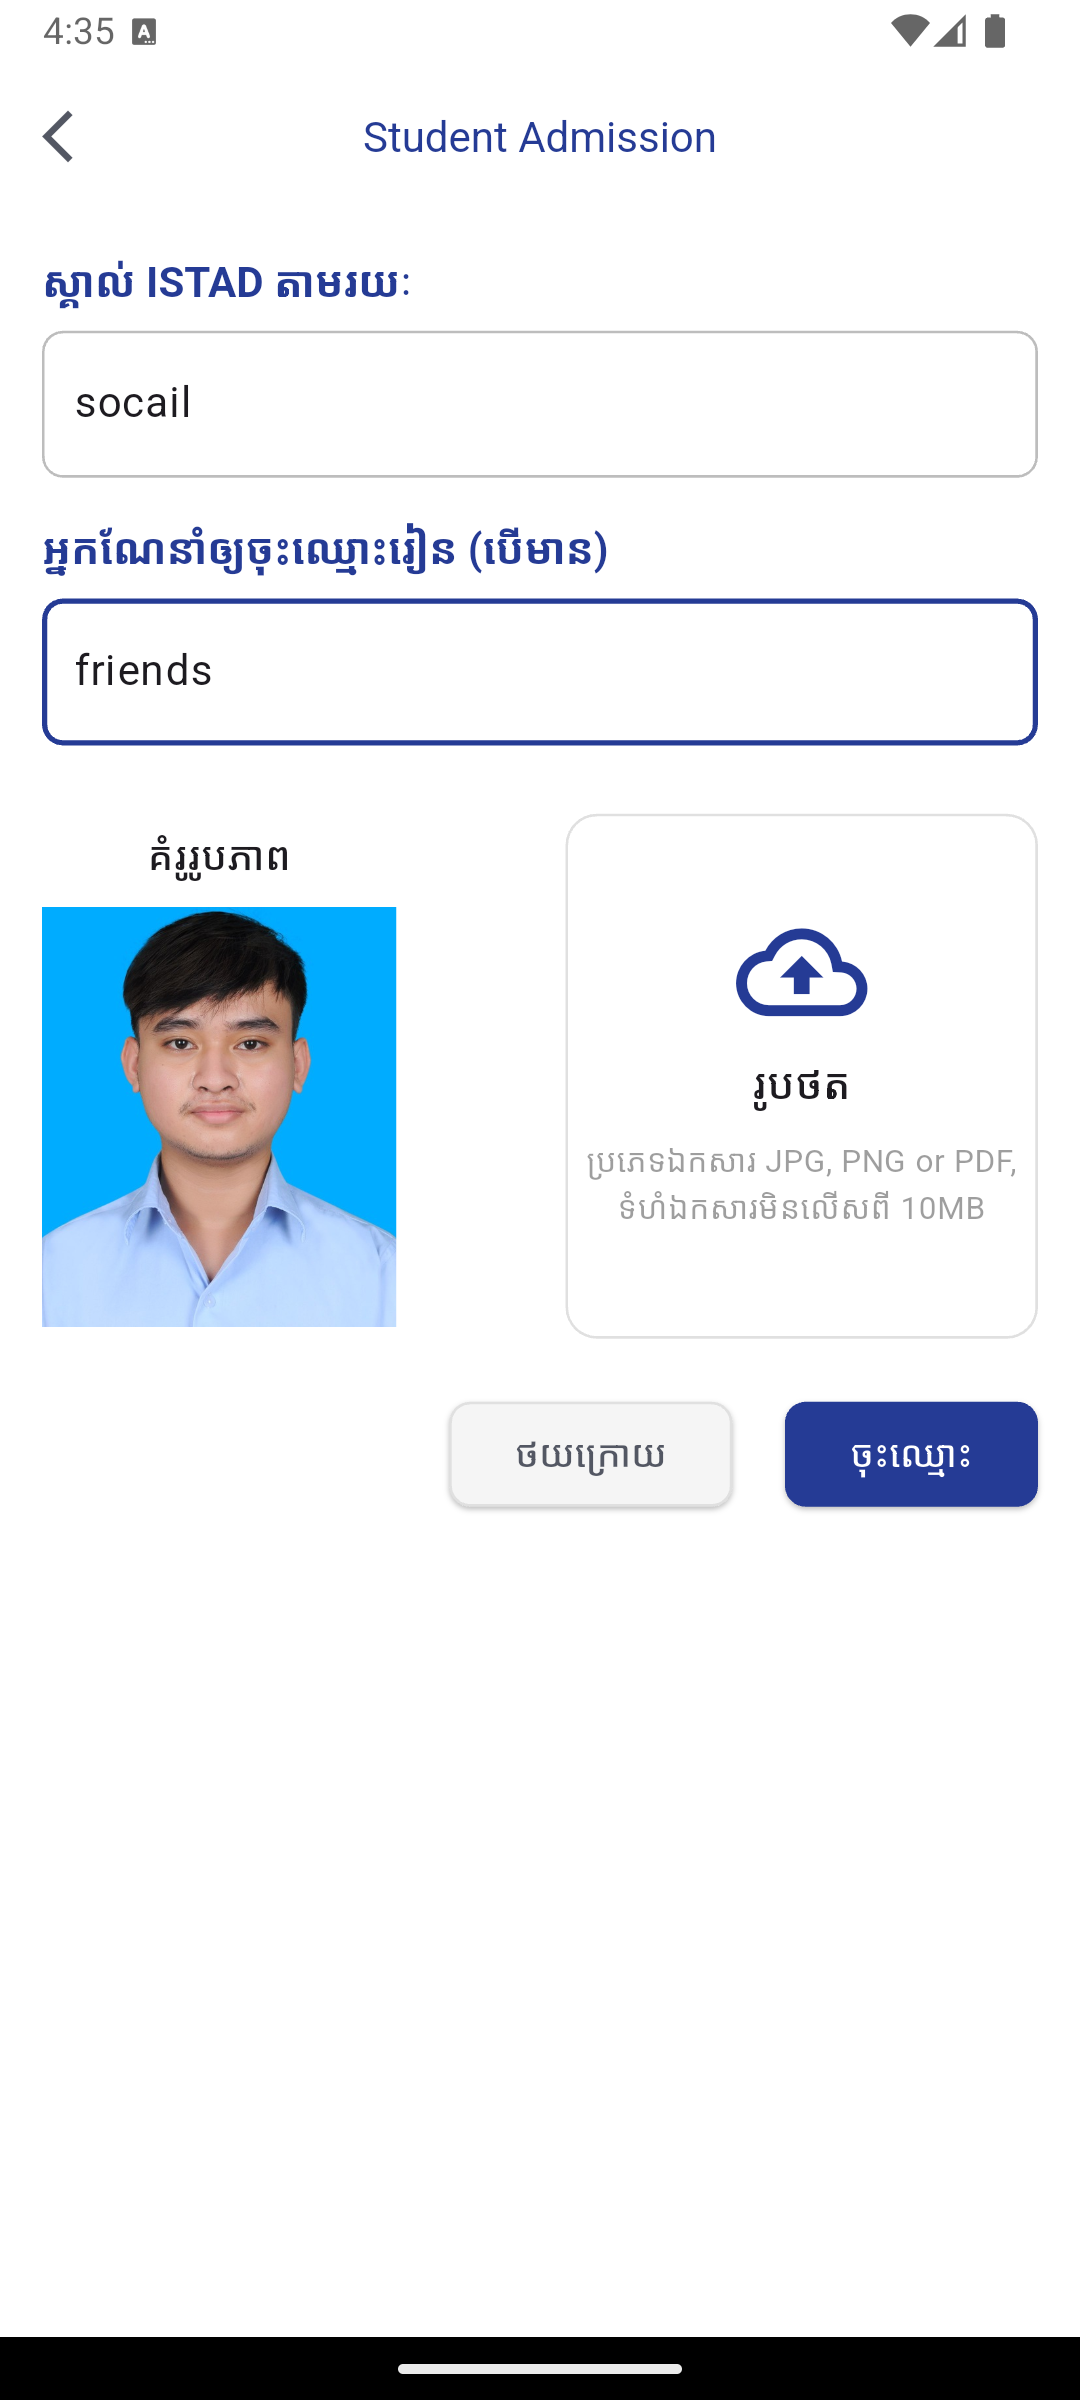 4:35
Student Admission
ស្គាល់ ISTAD តាមរយៈ
socail
អ្នកណែនាំឲ្យចុះឈ្មោះរៀន (បើមាន)
friends
គំរូរូបភាព
រូបថត
ប្រភេទឯកសារ JPG, PNG or PDF,
ទំហំឯកសារមិនលើសពី 10MB
ថយក្រោយ
ចុះឈ្មោះ